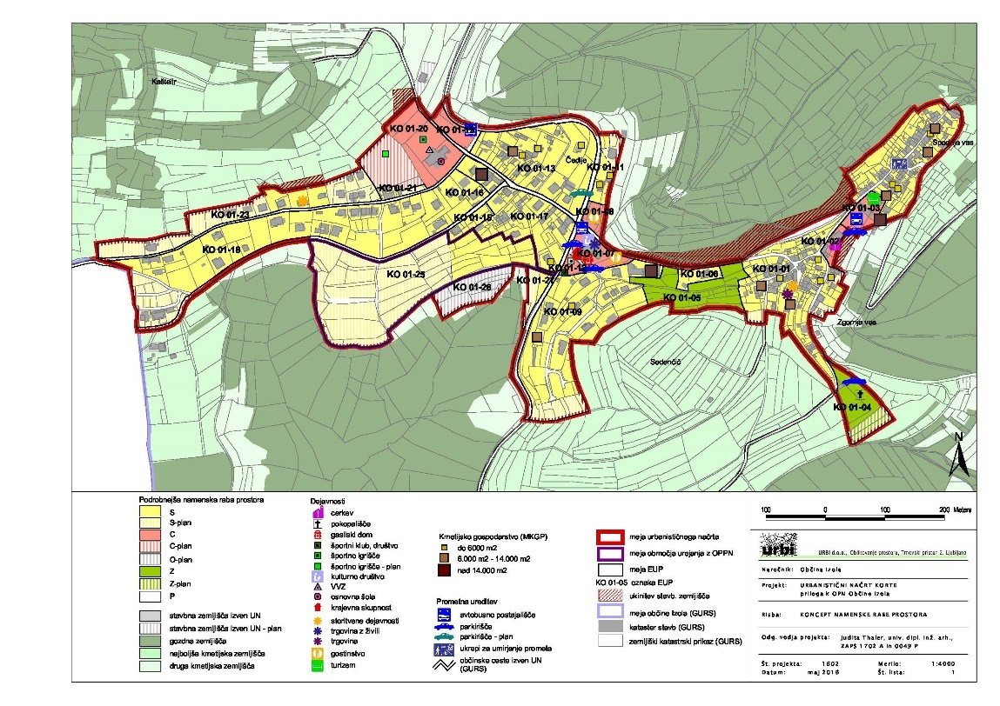 Kaštelir
KO 01-20
KO 01-13
Čedlje
KO 01-11
Spodnja vas
KO 01-21
KO 01-16
KO 01-23
KO 01-15
KO 01-17
KO 01-03
KO 01-02
KO 01-18
KO 01-07
KO 01-25
KO 01-26
KO 01-01
KO 01-06
KO 01-05
KO 01-09
Zgornja vas
Sedenčič
KO 01-04
N
Podrobnejša namenska raba prostora
S
S-plan
C
C-plan
O-plan
Z
Z-plan
P
stavbna zemljišča izven UN
stavbna zemljišča izven UN - plan
gozdna zemljišča
najboljše kmetijska zemljišča
druga kmetijska zemljišča
Dejavnosti
cerkev
pokopališče
gasilski dom
športni klub, društvo
športno igrišče
športno igrišče - plan
kulturno društvo
VVZ
osnovna šola
krajevna skupnost
storitvene dejavnosti
trgovina z živili
trgovina
gostinstvo
turizem
Kmetijsko gospodarstvo (MKGP)
do 6000 m2
6.000 m2 - 14.000 m2
nad 14.000 m2
Prometna ureditev
avtobusno postajališče
parkirišče
parkirišče - plan
ukrepi za umirjanje prometa
občinske ceste izven UN
(GURS)
meja urbanističnega načrta
meja območja urejanja z OPPN
meja EUP
KO 01-05 oznaka EUP
ukinitev stavb. zemljišča
meja občine Izola (GURS)
kataster stavb (GURS)
zemljiški katastrski prikaz (GURS)
100 0 100 200 Meters
urbi
URBI d.o.o., Oblikovanje prostora, Trnovski pristan 2, Ljubljana
Naročnik: Občina Izola
Projekt: URBANISTIČNI NAČRT KORTE
priloga k OPN Občine Izola
Risba: KONCEPT NAMENSKE RABE PROSTORA
Odg. vodja projekta: Judita Thaler, univ. dipl. inž. arh.,
ZAPS 1702 A in 0049 P
Št. projekta: 1602 Merilo: 1:4000
Datum: maj 2016 Št. lista: 1